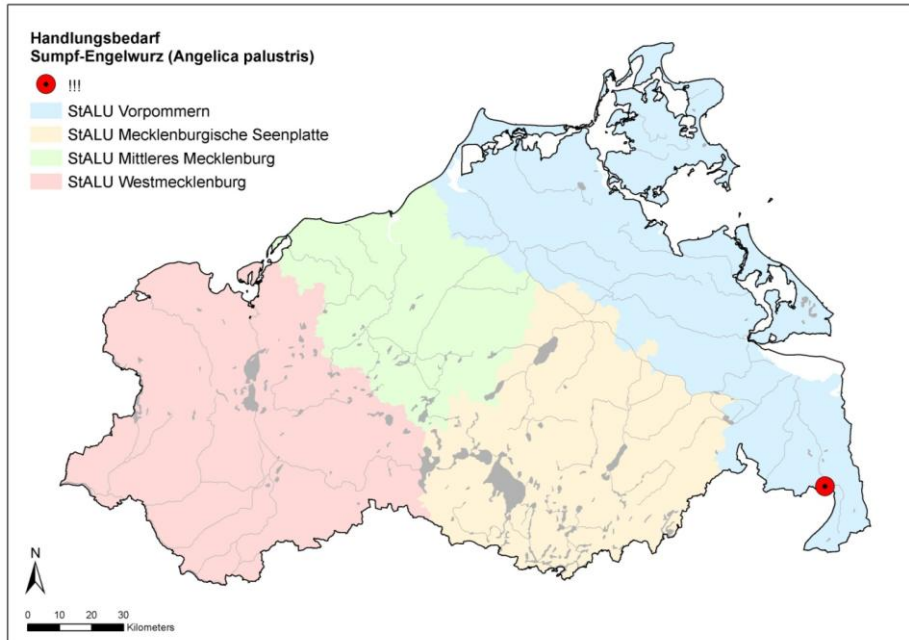 Handlungsbedarf
Sumpf-Engelwurz (Angelica palustris)
!!!
StALU Vorpommern
StALU Mecklenburgische Seenplatte
StALU Mittleres Mecklenburg
StALU Westmecklenburg
N
0 10 20 30
Kilometers